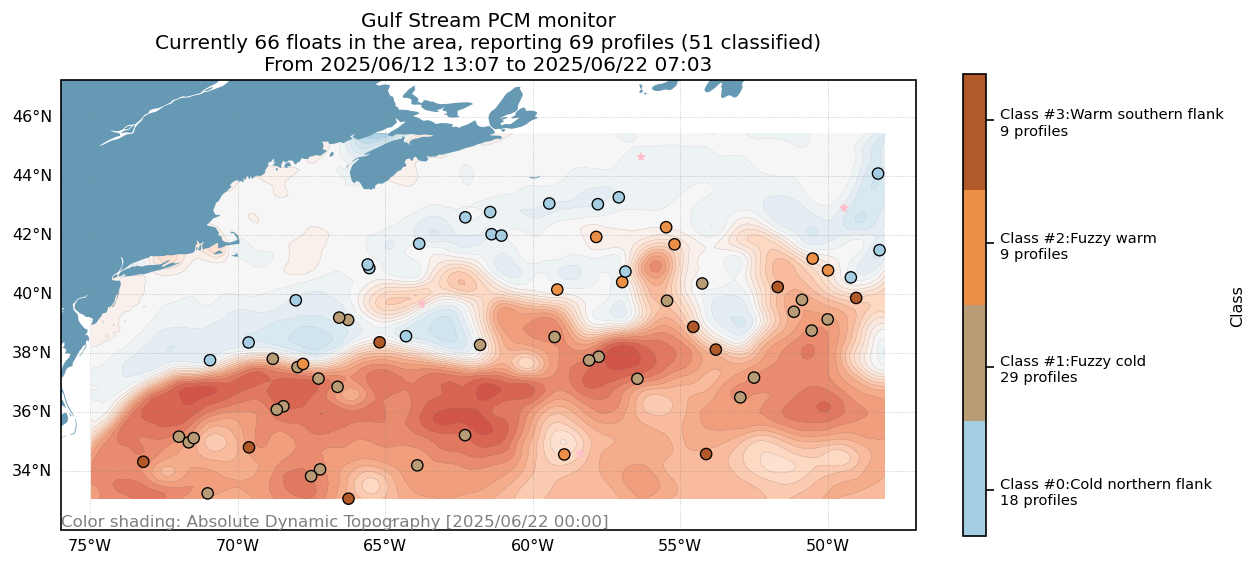 Gulf Stream PCM monitor
Currently 66 floats in the area, reporting 69 profiles (51 classified)
From 2025/06/12 13:07 to 2025/06/22 07:03
46°N
44°N
42°N
40°N
38°N
36°N
34°N
Color shading: Absolute Dynamic Topography [2025/06/22 00:00]
75°W
70°W
65°W
60°W
55°W
50°W
Class #3:Warm southern flank
9 profiles
Class #2:Fuzzy warm
9 profiles
Class #1:Fuzzy cold
29 profiles
Class #0:Cold northern flank
18 profiles
Class